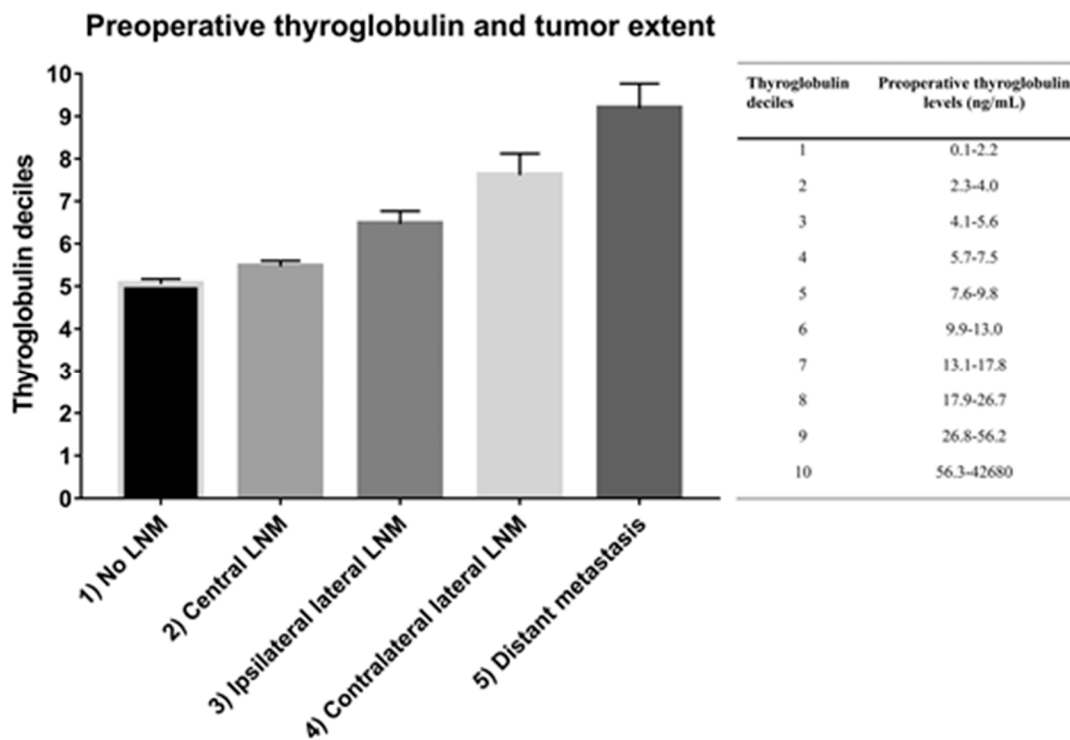 Preoperative thyroglobulin and tumor extent
Thyroglobulin deciles
10
9
8
7
6
5
4
3
2
1
0
1) No LNM
2) Central LNM
3) Ipsilateral lateral LNM
4) Contralateral lateral LNM
5) Distant metastasis
Thyroglobulin Preoperative thyroglobulin
deciles levels (ng/mL)
1 0.1-2.2
2 2.3-4.0
3 4.1-5.6
4 5.7-7.5
5 7.6-9.8
6 9.9-13.0
7 13.1-17.8
8 17.9-26.7
9 26.8-56.2
10 56.3-42680